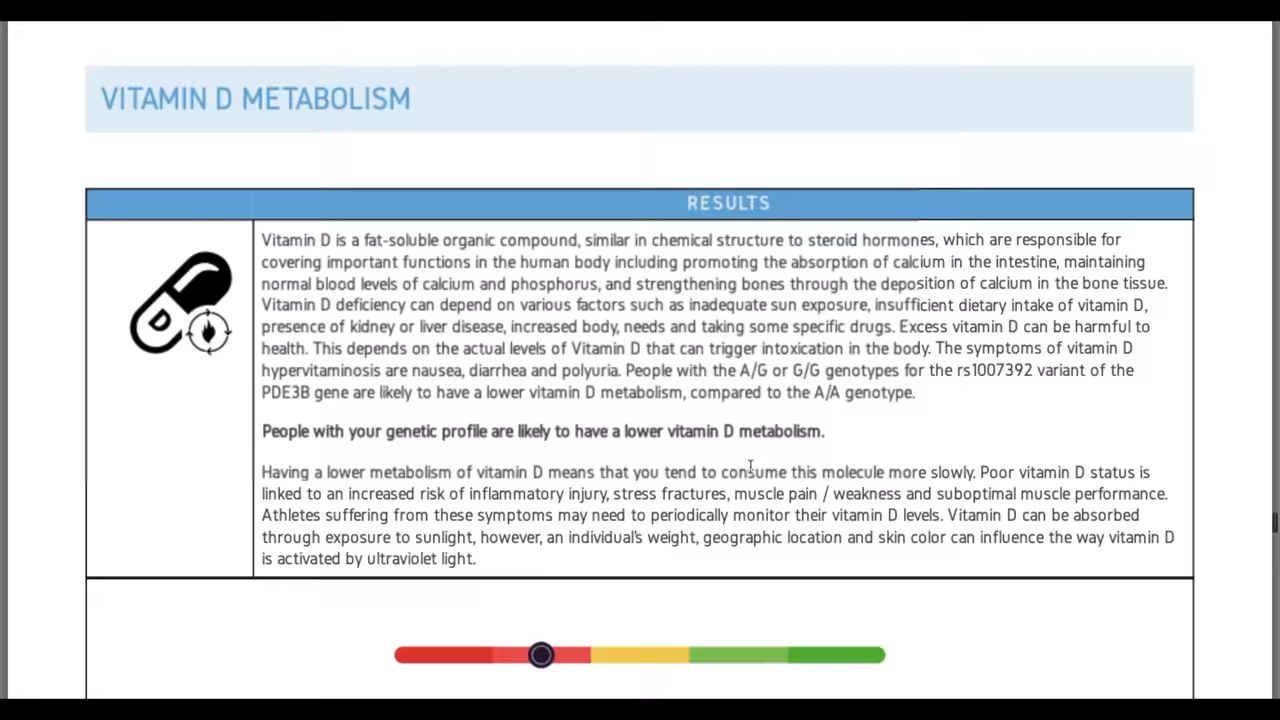 VITAMIN D METABOLISM
RESULTS
Vitamin D is a fat-soluble organic compound, similar in chemical structure to steroid hormones, which are responsible for
covering important functions in the human body including promoting the absorption of calcium in the intestine, maintaining
normal blood levels of calcium and phosphorus, and strengthening bones through the deposition of calcium in the bone tissue.
Vitamin D deficiency can depend on various factors such as inadequate sun exposure, insufficient dietary intake of vitamin D,
presence of kidney or liver disease, increased body, needs and taking some specific drugs. Excess vitamin D can be harmful to
health. This depends on the actual levels of Vitamin D that can trigger intoxication in the body. The symptoms of vitamin D
hypervitaminosis are nausea, diarrhea and polyuria. People with the A/G or G/G genotypes for the rs1007392 variant of the
PDE3B gene are likely to have a lower vitamin D metabolism, compared to the A/A genotype.
People with your genetic profile are likely to have a lower vitamin D metabolism.
Having a lower metabolism of vitamin D means that you tend to consume this molecule more slowly. Poor vitamin D status is
linked to an increased risk of inflammatory injury, stress fractures, muscle pain / weakness and suboptimal muscle performance.
Athletes suffering from these symptoms may need to periodically monitor their vitamin D levels. Vitamin D can be absorbed
through exposure to sunlight, however, an individual's weight, geographic location and skin color can influence the way vitamin D
is activated by ultraviolet light.
D